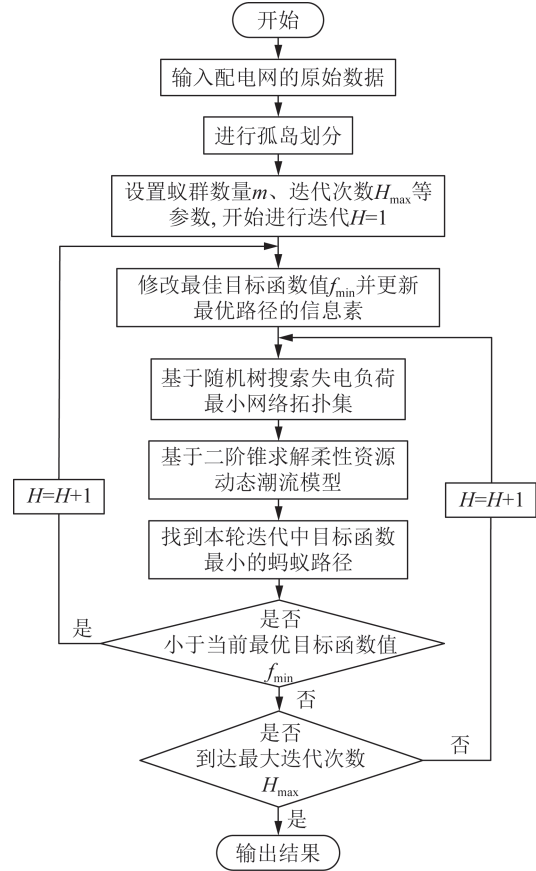 开始
输入配电网的原始数据
进行孤岛划分
设置蚁群数量m、迭代次数Hmax等
参数, 开始进行迭代H=1
修改最佳目标函数值fmin并更新
最优路径的信息素
基于随机树搜索失电负荷
最小网络拓扑集
基于二阶锥求解柔性资源
动态潮流模型
H=H+1
H=H+1
找到本轮迭代中目标函数
最小的蚂蚁路径
是否
小于当前最优目标函数值
fmin
是
否
是否
到达最大迭代次数
Hmax
否
是
输出结果